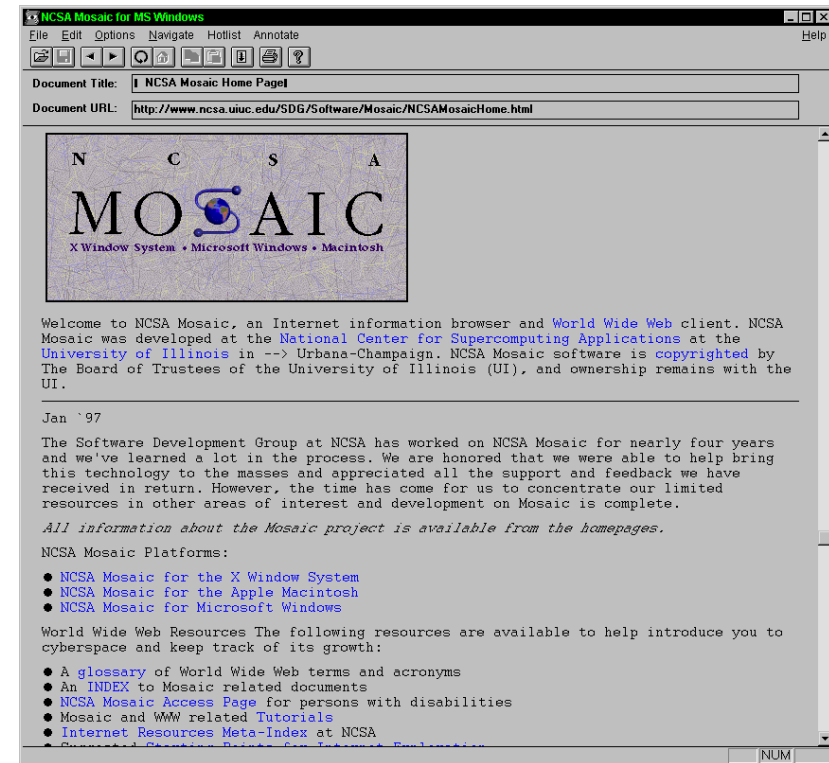 NCSA Mosaic for MS Windows
File Edit Options Navigate Hotlist Annotate Help
Document Title: NCSA Mosaic Home Page
Document URL: http://www.ncsa.uiuc.edu/SDG/Software/Mosaic/NCSAMosaicHome.html
N C S A
MOSAIC
X Window System • Microsoft Windows • Macintosh
Welcome to NCSA Mosaic, an Internet information browser and World Wide Web client. NCSA
Mosaic was developed at the National Center for Supercomputing Applications at the
University of Illinois in --> Urbana-Champaign. NCSA Mosaic software is copyrighted by
The Board of Trustees of the University of Illinois (UI), and ownership remains with the
UI.
Jan `97
The Software Development Group at NCSA has worked on NCSA Mosaic for nearly four years
and we've learned a lot in the process. We are honored that we were able to help bring
this technology to the masses and appreciated all the support and feedback we have
received in return. However, the time has come for us to concentrate our limited
resources in other areas of interest and development on Mosaic is complete.
All information about the Mosaic project is available from the homepages.
NCSA Mosaic Platforms:
● NCSA Mosaic for the X Window System
● NCSA Mosaic for the Apple Macintosh
● NCSA Mosaic for Microsoft Windows
World Wide Web Resources The following resources are available to help introduce you to
cyberspace and keep track of its growth:
● A glossary of World Wide Web terms and acronyms
● An INDEX to Mosaic related documents
● NCSA Mosaic Access Page for persons with disabilities
● Mosaic and WWW related Tutorials
● Internet Resources Meta-Index at NCSA
● Suggested Starting Points for Internet Exploration
NUM